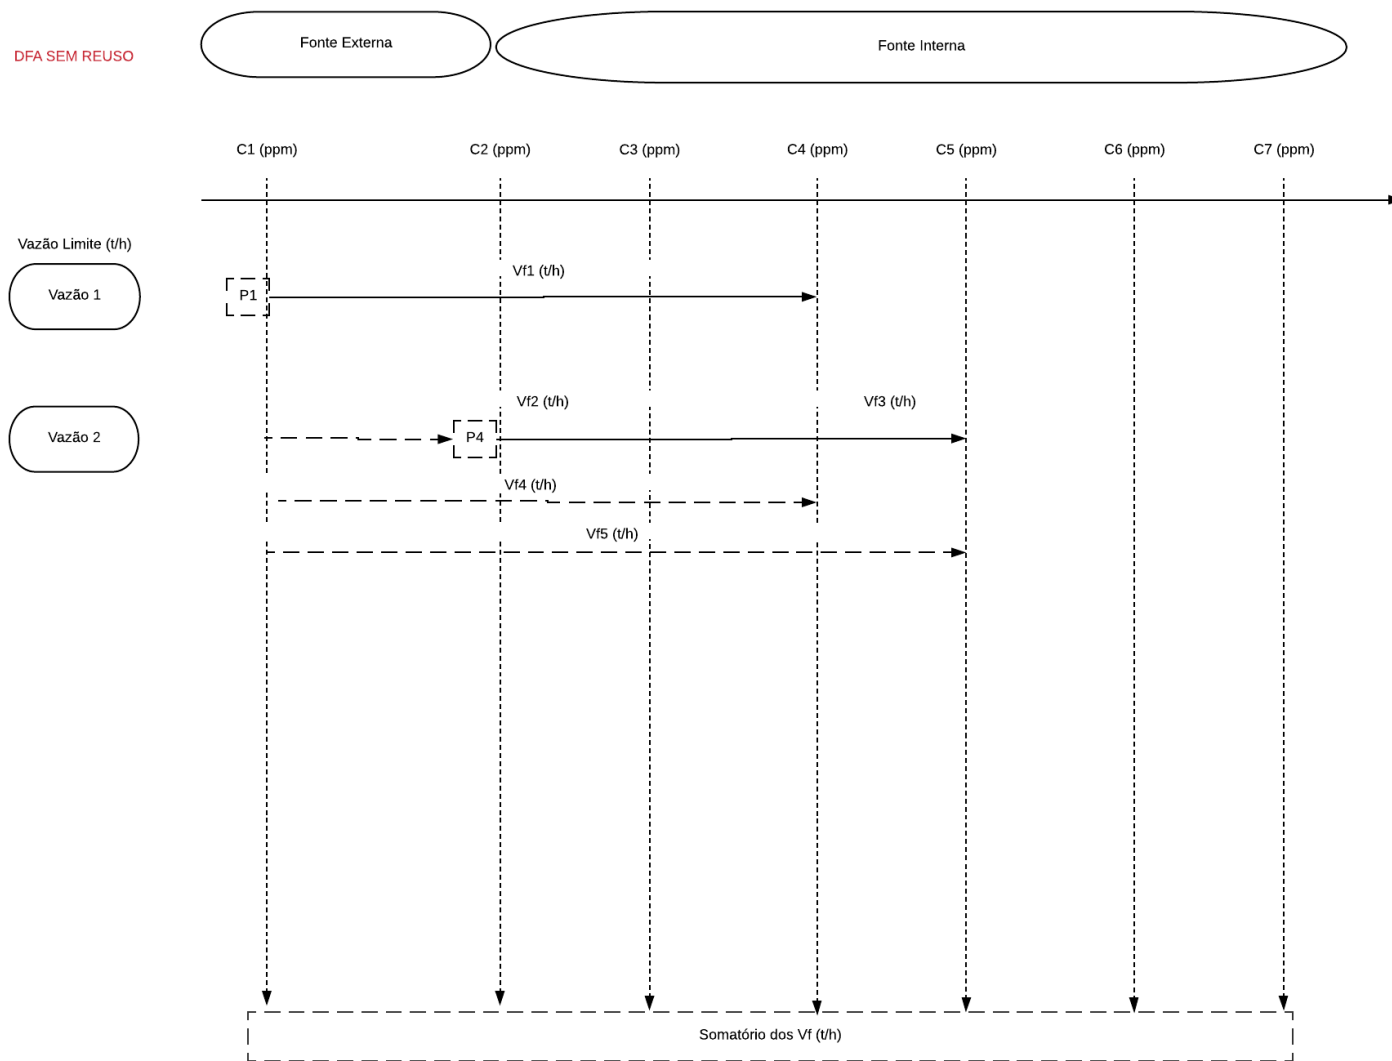 Fonte Externa
Fonte Interna
DFA SEM REUSO
C1 (ppm)
C2 (ppm)
C3 (ppm)
C4 (ppm)
C5 (ppm)
C6 (ppm)
C7 (ppm)
Vazão Limite (t/h)
Vf1 (t/h)
Vazão 1
P1
Vf2 (t/h)
Vf3 (t/h)
Vazão 2
P4
Vf4 (t/h)
Vf5 (t/h)
Somatório dos Vf (t/h)